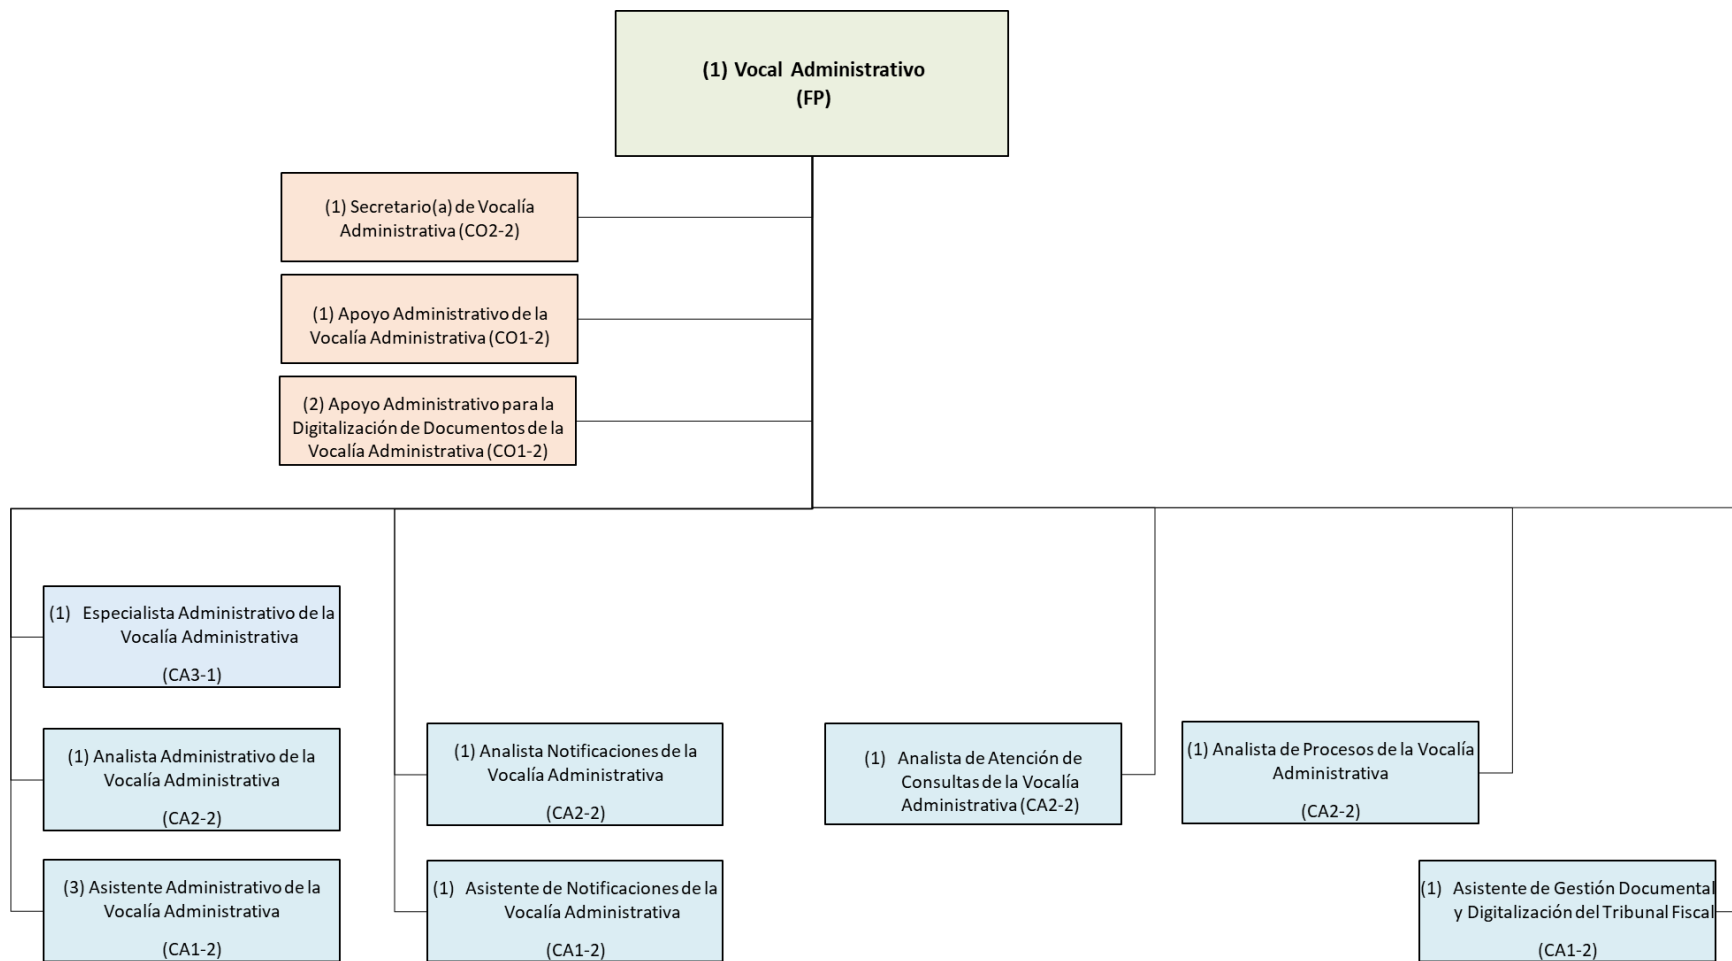 (1) Vocal Administrativo
(FP)
(1) Secretario(a) de Vocalía
Administrativa (CO2-2)
(1) Apoyo Administrativo de la
Vocalía Administrativa (CO1-2)
(2) Apoyo Administrativo para la
Digitalización de Documentos de la
Vocalía Administrativa (CO1-2)
(1) Especialista Administrativo de la
Vocalía Administrativa
(CA3-1)
(1) Analista Administrativo de la
Vocalía Administrativa
(CA2-2)
(3) Asistente Administrativo de la
Vocalía Administrativa
(CA1-2)
(1) Analista Notificaciones de la
Vocalía Administrativa
(CA2-2)
(1) Asistente de Notificaciones de la
Vocalía Administrativa
(CA1-2)
(1) Analista de Atención de
Consultas de la Vocalía
Administrativa (CA2-2)
(1) Analista de Procesos de la Vocalía
Administrativa
(CA2-2)
(1) Asistente de Gestión Documental
y Digitalización del Tribunal Fiscal
(CA1-2)